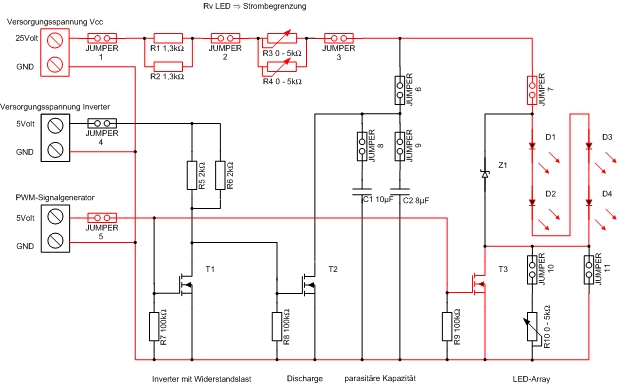 Rv LED ⇒ Strombegrenzung
Versorgungsspannung Vcc
25Volt
GND
JUMPER
1
R1 1,3kΩ
R2 1,3kΩ
JUMPER
2
R3 0 - 5kΩ
R4 0 - 5kΩ
JUMPER
3
JUMPER
6
JUMPER
7
Versorgungsspannung Inverter
5Volt
GND
JUMPER
4
R5 2kΩ
R6 2kΩ
JUMPER
8
JUMPER
9
C1 10µF
C2 8µF
Z1
D1
D2
D3
D4
PWM-Signalgenerator
5Volt
GND
JUMPER
5
T1
T2
T3
JUMPER
10
JUMPER
11
R7 100kΩ
R8 100kΩ
R9 100kΩ
R10 0 - 5kΩ
Inverter mit Widerstandslast
Discharge
parasitäre Kapazität
LED-Array